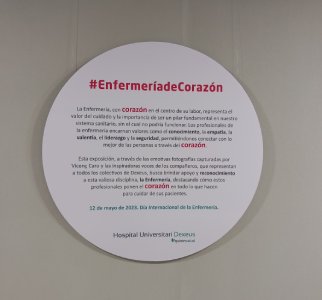 #EnfermeríadeCorazón
La Enfermería, con corazón en el centro de su labor, representa el
valor del cuidado y la importancia de ser un pilar fundamental en nuestro
sistema sanitario, sin el cual no podría funcionar. Los profesionales de
la enfermería encarnan valores como el conocimiento, la empatía, la
valentía, el liderazgo y la seguridad, permitiéndonos conectar con lo
mejor de las personas a través del corazón.
Esta exposición, a través de las emotivas fotografías capturadas por
Vicenç Caro y las inspiradoras voces de los compañeros, que representan
a todos los colectivos de Dexeus, busca brindar apoyo y reconocimiento
a esta valiosa disciplina, la Enfermería, destacando cómo estos
profesionales ponen el corazón en todo lo que hacen
para cuidar de sus pacientes.
12 de mayo de 2023. Día Internacional de la Enfermería.
Hospital Universitari Dexeus